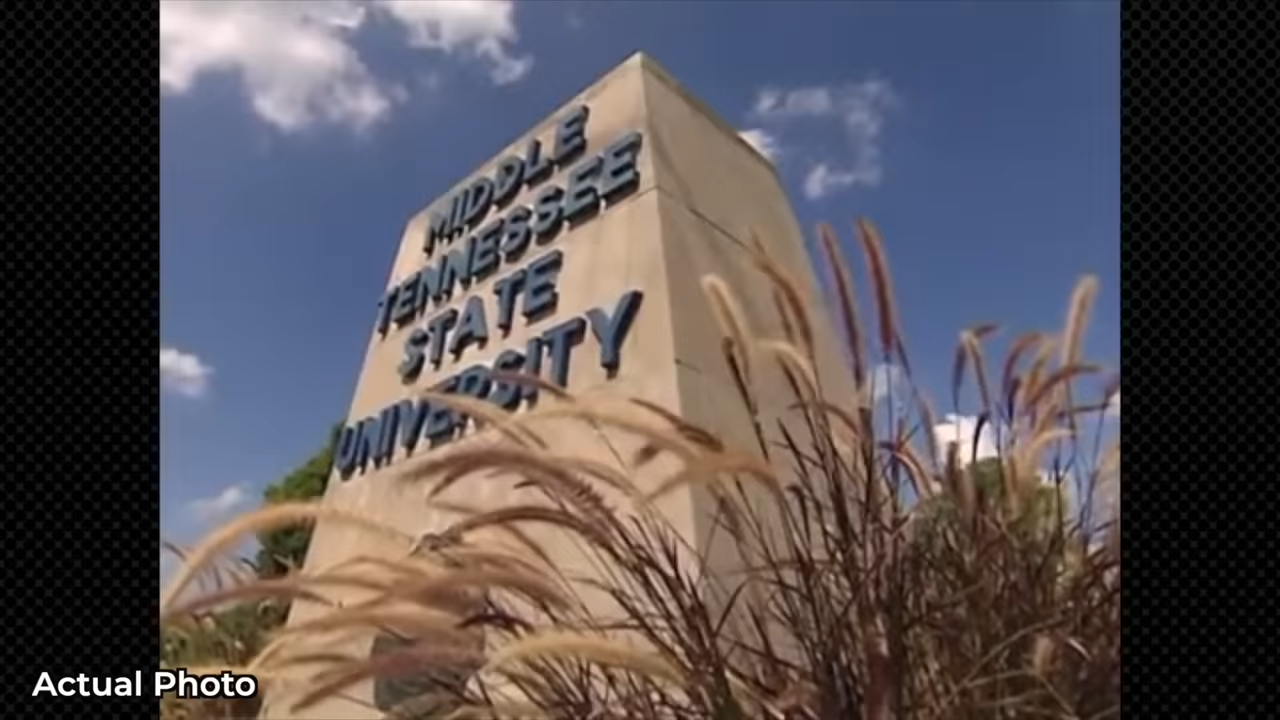 MIDDLE
TENNESSEE
STATE
UNIVERSITY
Actual Photo